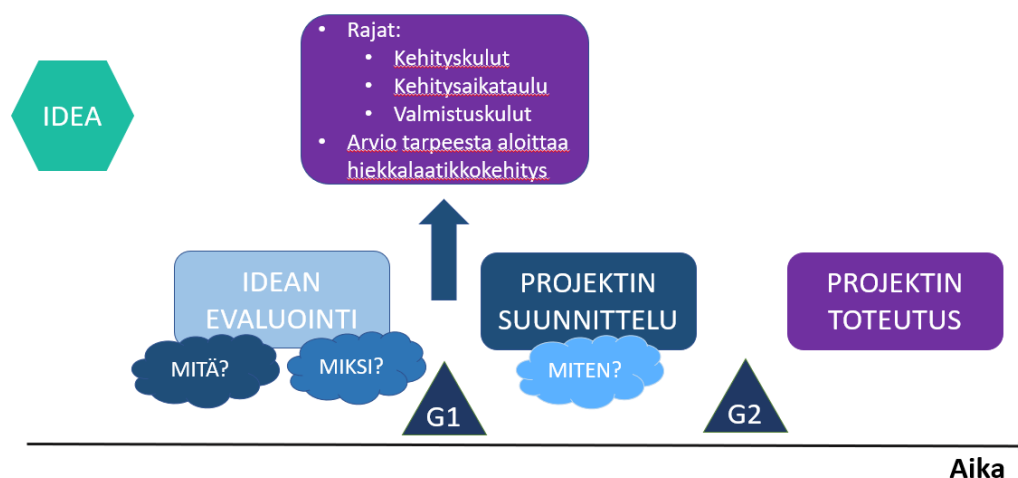 • Rajat:
• Kehityskulut
• Kehitysaikataulu
• Valmistuskulut
• Arvio tarpeesta aloittaa
hiekkalaatikkokehitys
IDEA
IDEAN
EVALUOINTI
MITÄ?
MIKSI?
G1
PROJEKTIN
SUUNNITTELU
MITEN?
G2
PROJEKTIN
TOTEUTUS
Aika